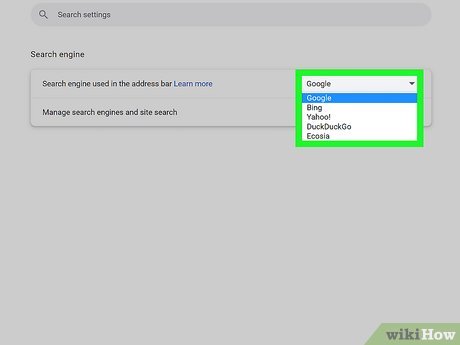 Search settings
Search engine
Search engine used in the address bar Learn more
Google
Google
Bing
Yahoo!
DuckDuckGo
Ecosia
Manage search engines and site search
wikiHow